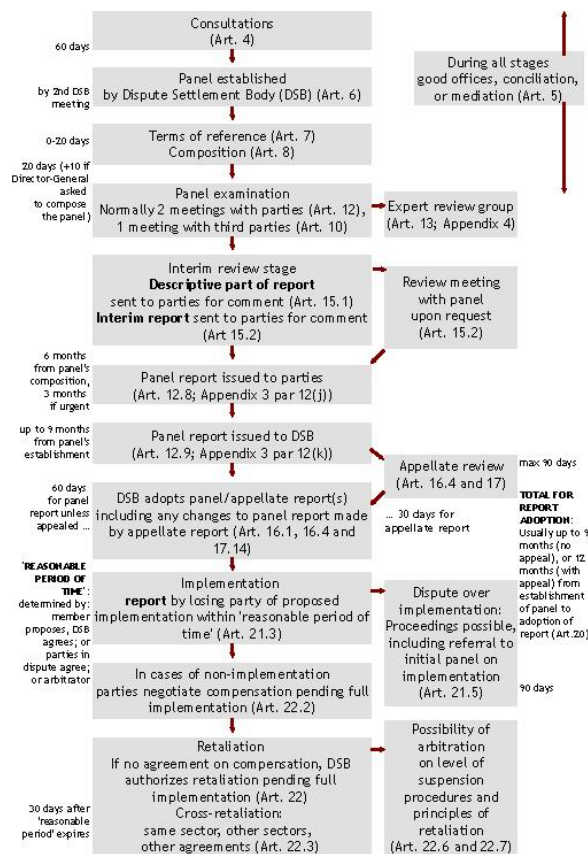 Consultations
(Art. 4)
60 days
During all stages
good offices, conciliation,
or mediation (Art. 5)
by 2nd DSB
meeting
Panel established
by Dispute Settlement Body (DSB) (Art. 6)
0-20 days
Terms of reference (Art. 7)
Composition (Art. 8)
20 days (+10 if
Director-General
asked
to compose
the panel)
Panel examination
Normally 2 meetings with parties (Art. 12),
1 meeting with third parties (Art. 10)
Expert review group
(Art. 13; Appendix 4)
Interim review stage
Descriptive part of report
sent to parties for comment (Art. 15.1)
Interim report sent to parties for comment
(Art 15.2)
Review meeting
with panel
upon request
(Art. 15.2)
6 months
from panel's
composition,
3 months
if urgent
Panel report issued to parties
(Art. 12.8; Appendix 3 par 12(j))
up to 9 months
from panel's
establishment
Panel report issued to DSB
(Art. 12.9; Appendix 3 par 12(k))
Appellate review
(Art. 16.4 and 17)
max 90 days
60 days
for panel
report unless
appealed ...
DSB adopts panel/appellate report(s)
including any changes to panel report made
by appellate report (Art. 16.1, 16.4 and
17.14)
... 30 days for
appellate report
TOTAL FOR
REPORT
ADOPTION:
Usually up to 9
months (no
appeal), or 12
months (with
appeal) from
establishment
of panel to
adoption of
report (Art.20)
'REASONABLE
PERIOD OF
TIME':
determined by:
member
proposes, DSB
agrees; or
parties in
dispute agree;
or arbitrator
Implementation
report by losing party of proposed
implementation within 'reasonable period of
time' (Art. 21.3)
Dispute over
implementation:
Proceedings possible,
including referral to
initial panel on
implementation
(Art. 21.5)
90 days
In cases of non-implementation
parties negotiate compensation pending full
implementation (Art. 22.2)
30 days after
'reasonable
period' expires
Retaliation
If no agreement on compensation, DSB
authorizes retaliation pending full
implementation (Art. 22)
Cross-retaliation:
same sector, other sectors,
other agreements (Art. 22.3)
Possibility of
arbitration
on level of
suspension
procedures and
principles of
retaliation
(Art. 22.6 and 22.7)